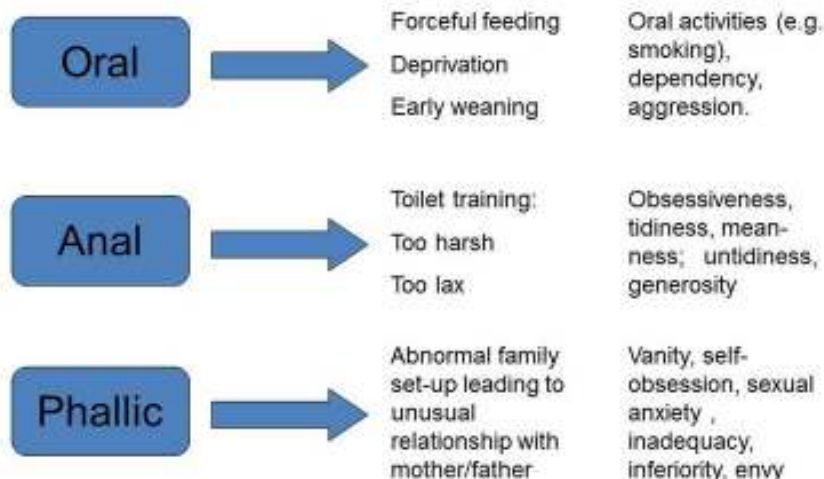 Oral
Forceful feeding
Deprivation
Early weaning
Oral activities (e.g.
smoking),
dependency,
aggression.
Anal
Toilet training:
Too harsh
Too lax
Obsessiveness,
tidiness, mean-
ness; untidiness,
generosity
Phallic
Abnormal family
set-up leading to
unusual
relationship with
mother/father
Vanity, self-
obsession, sexual
anxiety ,
inadequacy,
inferiority, envy